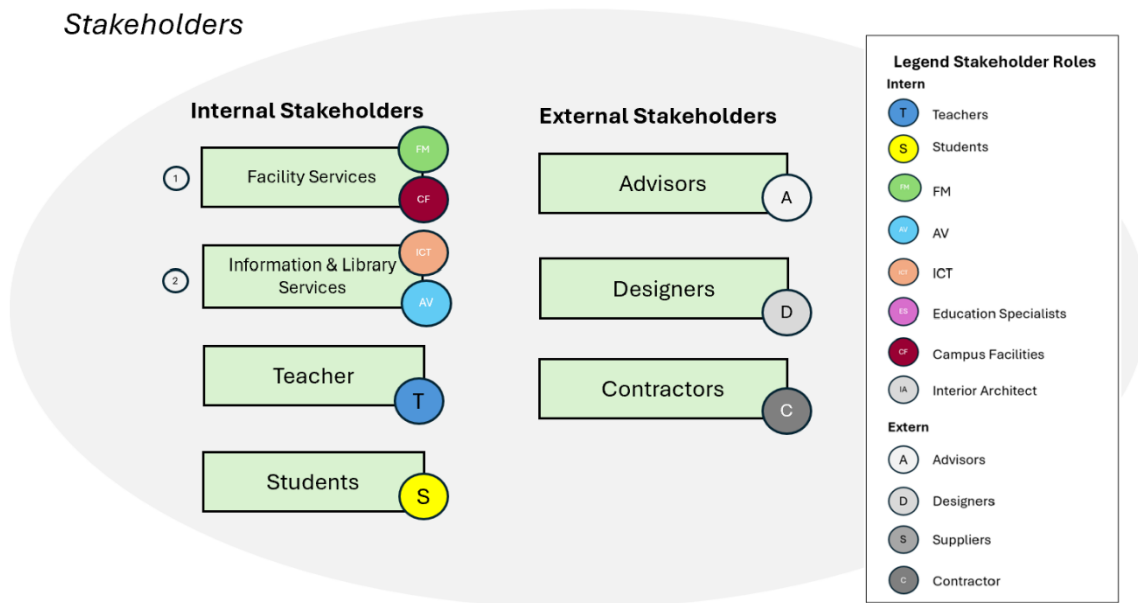 Stakeholders
Internal Stakeholders
1
Facility Services
FM
CF
2
Information & Library
Services
ICT
AV
Teacher
T
Students
S
External Stakeholders
Advisors
A
Designers
D
Contractors
C
Legend Stakeholder Roles
Intern
T Teachers
S Students
FM FM
AV AV
ICT ICT
ES Education Specialists
CF Campus Facilities
IA Interior Architect
Extern
A Advisors
D Designers
S Suppliers
C Contractor